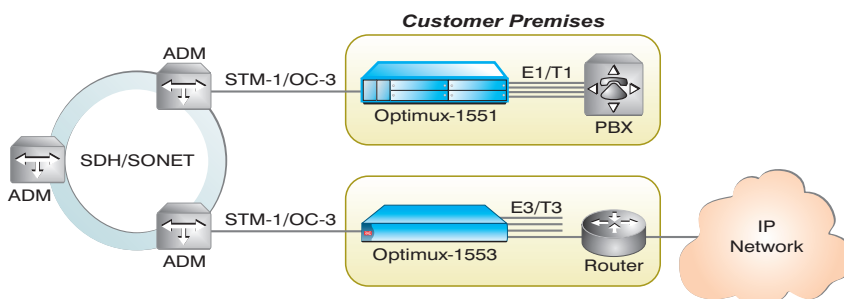 Customer Premises
ADM
STM-1/OC-3
E1/T1
Optimux-1551
PBX
SDH/SONET
ADM
STM-1/OC-3
E3/T3
ADM
Optimux-1553
Router
IP
Network